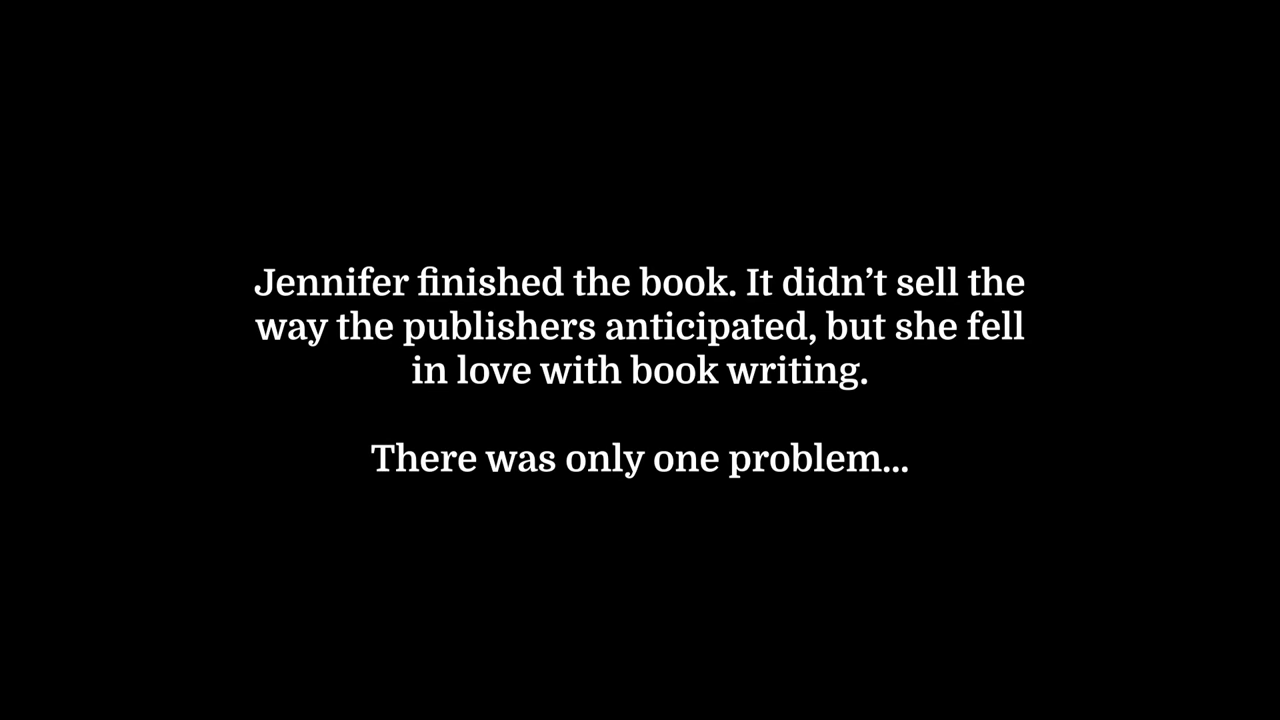 Jennifer finished the book. It didn’t sell the
way the publishers anticipated, but she fell
in love with book writing.
There was only one problem...